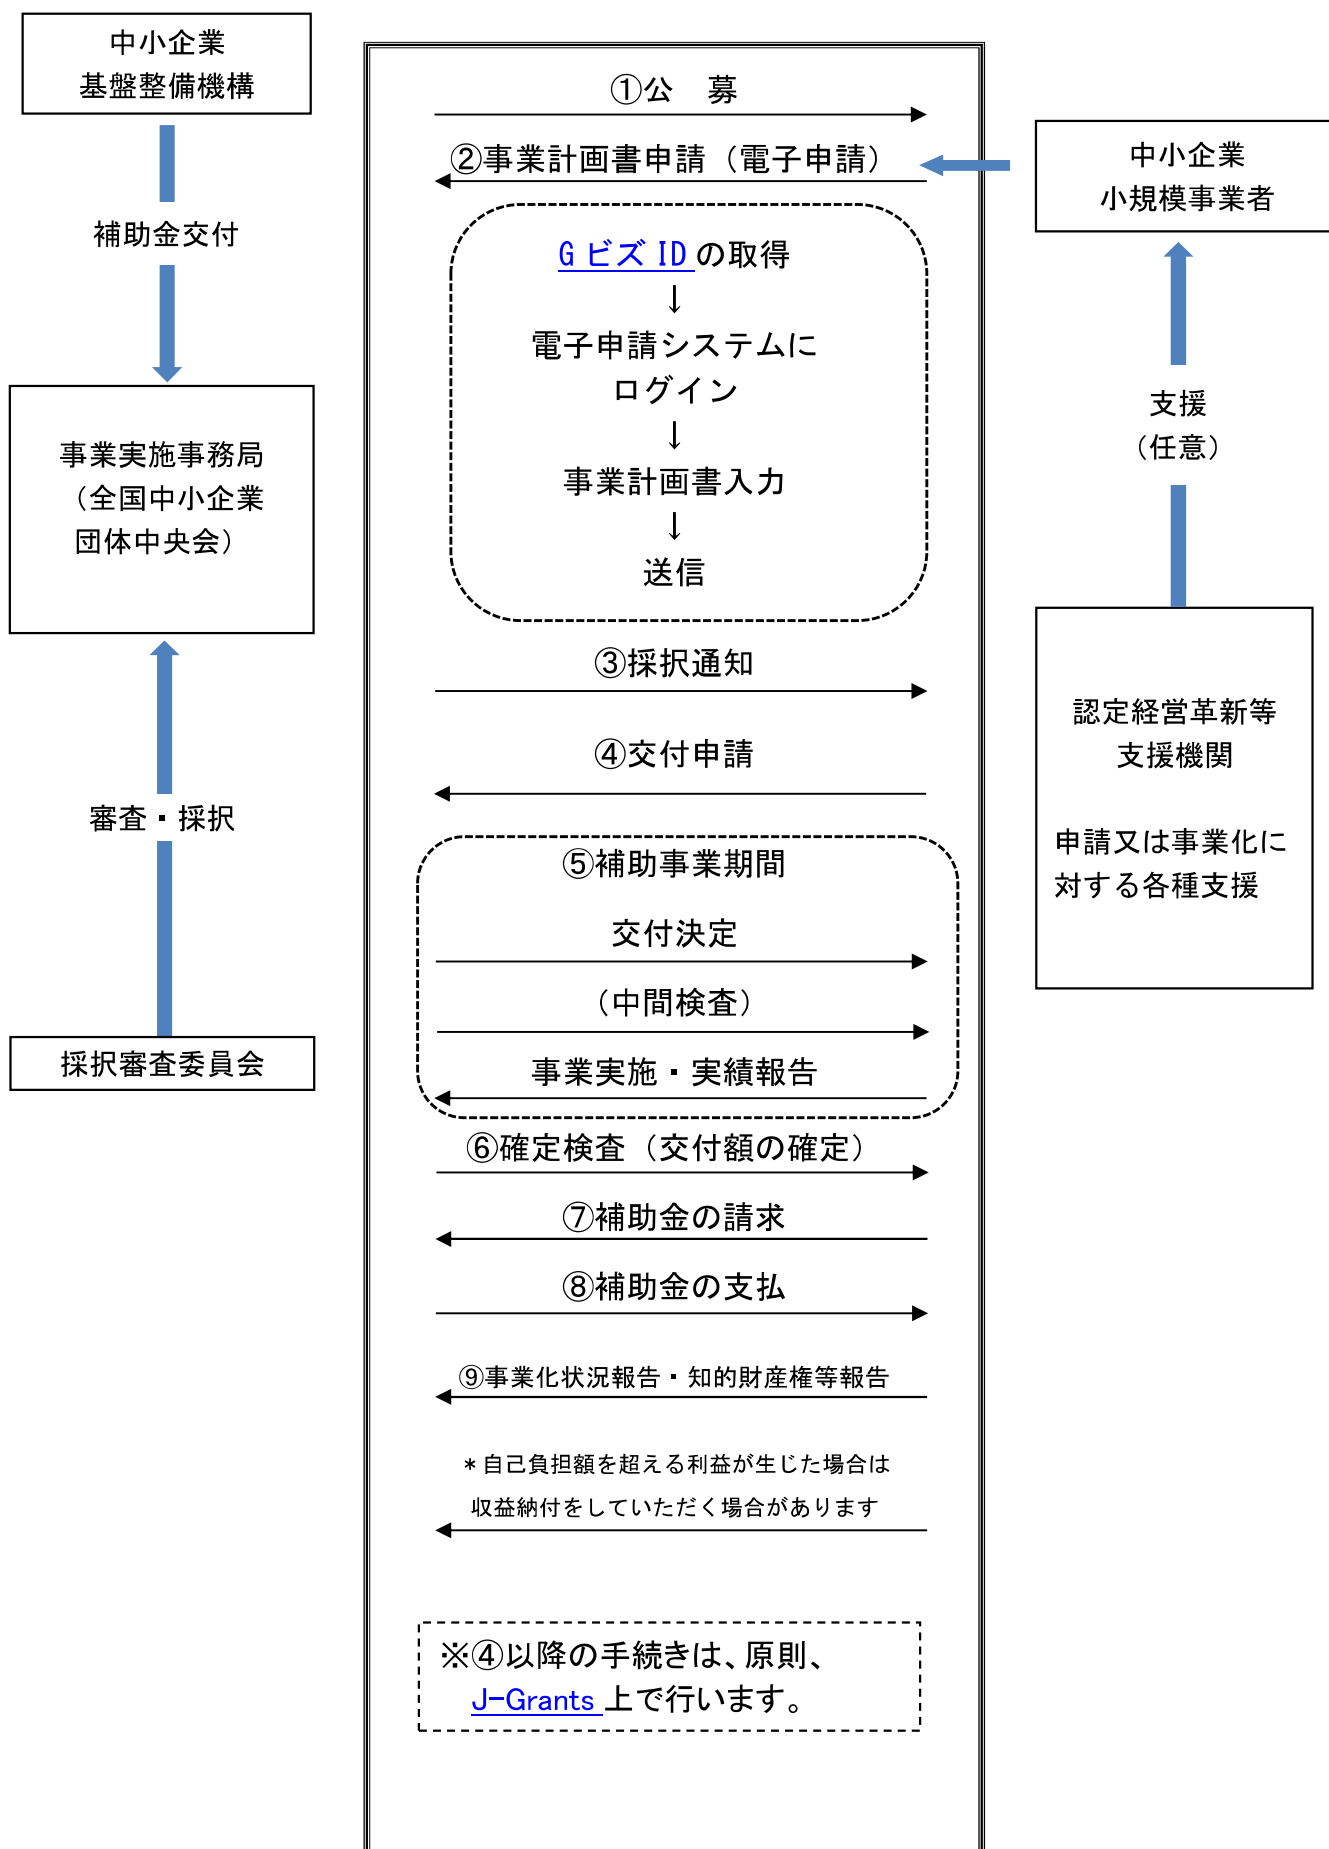 中小企業
基盤整備機構
補助金交付
事業実施事務局
（全国中小企業
団体中央会）
審査・採択
採択審査委員会
①公　募
②事業計画書申請（電子申請）
GビズIDの取得
↓
電子申請システムに
ログイン
↓
事業計画書入力
↓
送信
③採択通知
④交付申請
⑤補助事業期間
交付決定
（中間検査）
事業実施・実績報告
⑥確定検査（交付額の確定）
⑦補助金の請求
⑧補助金の支払
⑨事業化状況報告・知的財産権等報告
＊自己負担額を超える利益が生じた場合は
収益納付をしていただく場合があります
※④以降の手続きは、原則、
J-Grants 上で行います。
中小企業
小規模事業者
支援
（任意）
認定経営革新等
支援機関
申請又は事業化に
対する各種支援